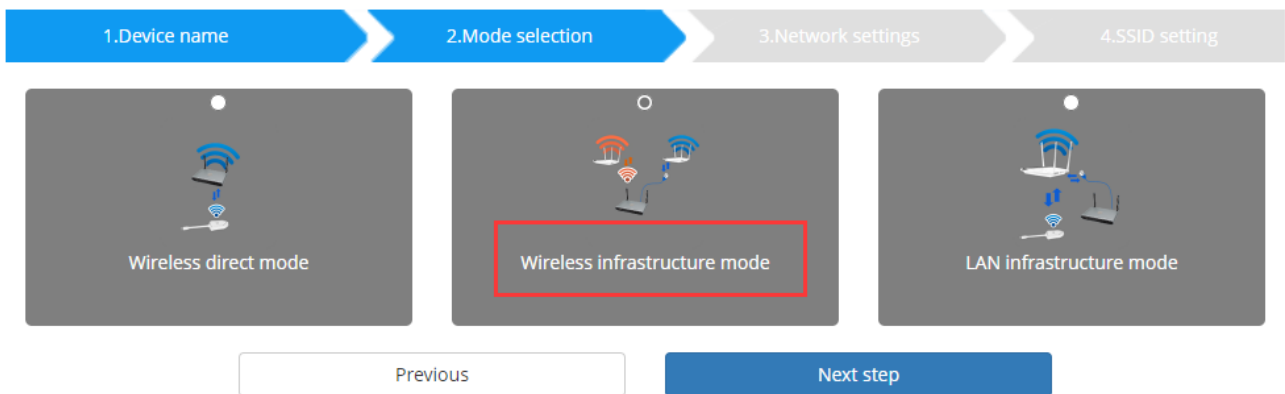 1.Device name
2.Mode selection
3.Network settings
4.SSID setting
Wireless direct mode
Wireless infrastructure mode
LAN infrastructure mode
Previous
Next step